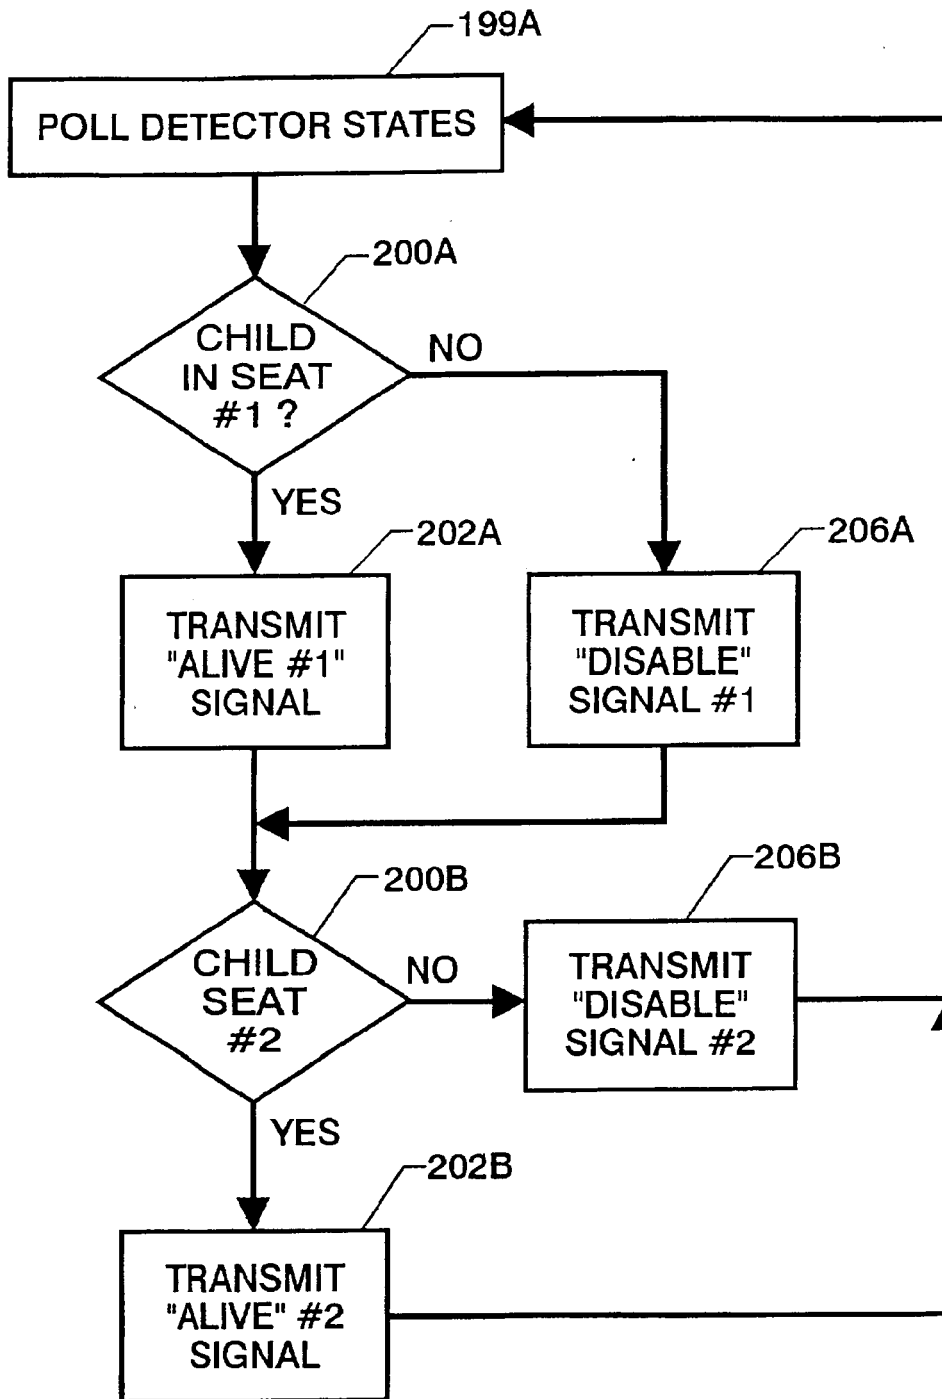 199A
POLL DETECTOR STATES
200A
CHILD
IN SEAT
#1 ?
NO
YES
202A
206A
TRANSMIT
"ALIVE #1"
SIGNAL
TRANSMIT
"DISABLE"
SIGNAL #1
200B
206B
CHILD
SEAT
#2
NO
TRANSMIT
"DISABLE"
SIGNAL #2
YES
202B
TRANSMIT
"ALIVE" #2
SIGNAL